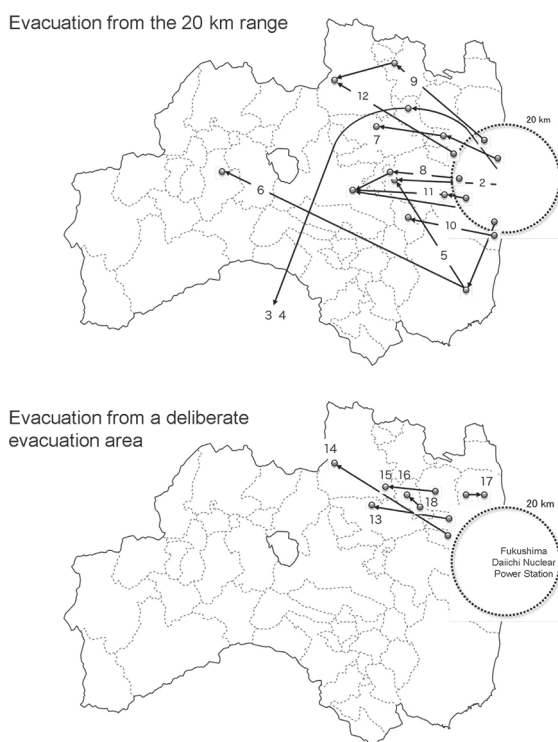 Evacuation from the 20 km range
9
12
20 km
7
8
2
6
11
10
5
3 4
Evacuation from a deliberate
evacuation area
14
15 16
17
18
13
20 km
Fukushima
Daiichi Nuclear
Power Station